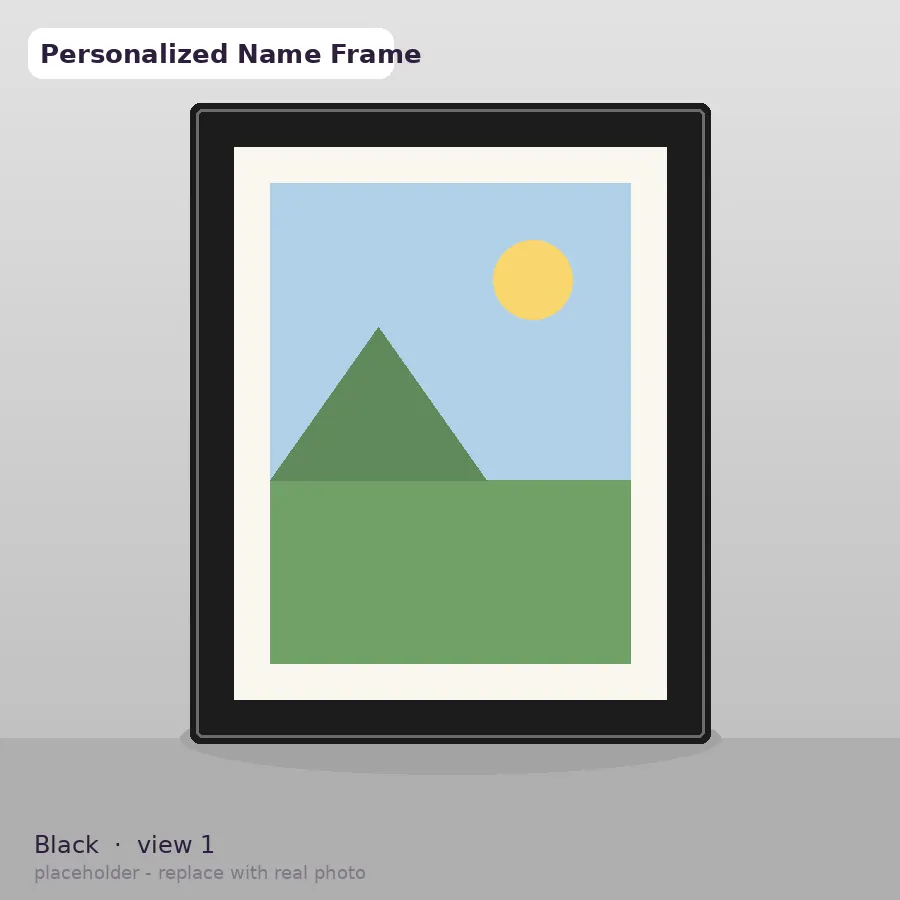 Personalized Name Frame
Black · view 1
placeholder - replace with real photo